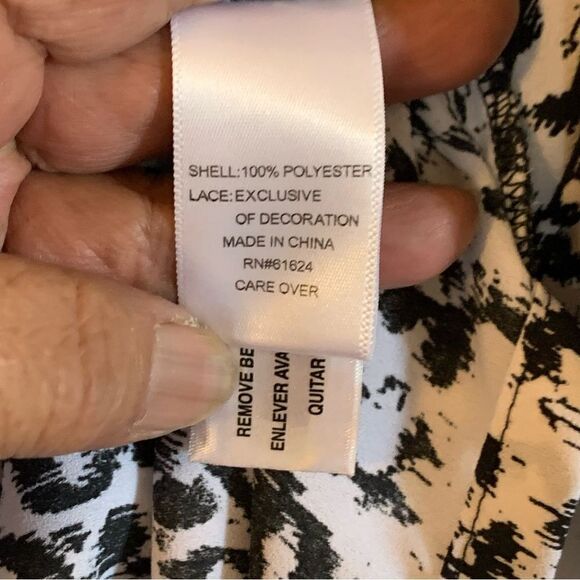 SHELL:100% POLYESTER
LACE:EXCLUSIVE
OF DECORATION
MADE IN CHINA
RN#61624
CARE OVER
REMOVE BE
ENLEVER AVA
QUITAR